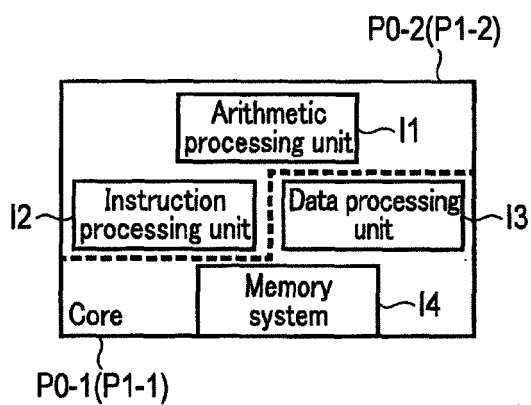 P0-2(P1-2)
Arithmetic
processing unit
I1
I2
Instruction
processing unit
Data processing
unit
I3
Memory
system
I4
Core
P0-1(P1-1)